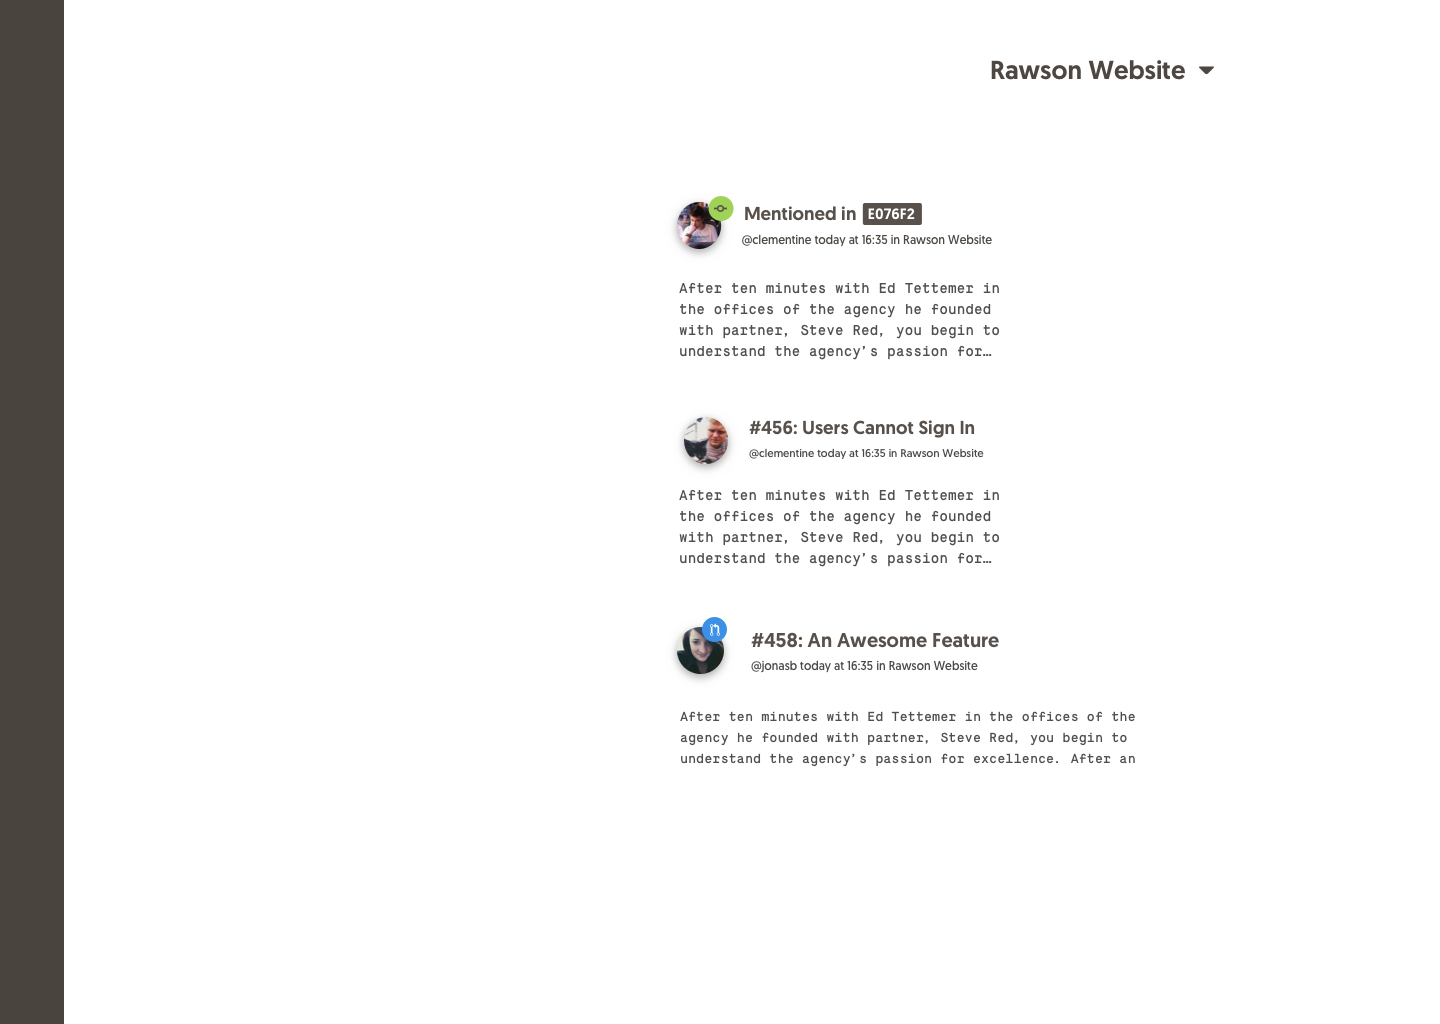 Rawson Website
Mentioned in E076F2
@clementine today at 16:35 in Rawson Website
After ten minutes with Ed Tettemer in
the offices of the agency he founded
with partner, Steve Red, you begin to
understand the agency’s passion for…
#456: Users Cannot Sign In
@clementine today at 16:35 in Rawson Website
After ten minutes with Ed Tettemer in
the offices of the agency he founded
with partner, Steve Red, you begin to
understand the agency’s passion for…
#458: An Awesome Feature
@jonasb today at 16:35 in Rawson Website
After ten minutes with Ed Tettemer in the offices of the
agency he founded with partner, Steve Red, you begin to
understand the agency’s passion for excellence. After an